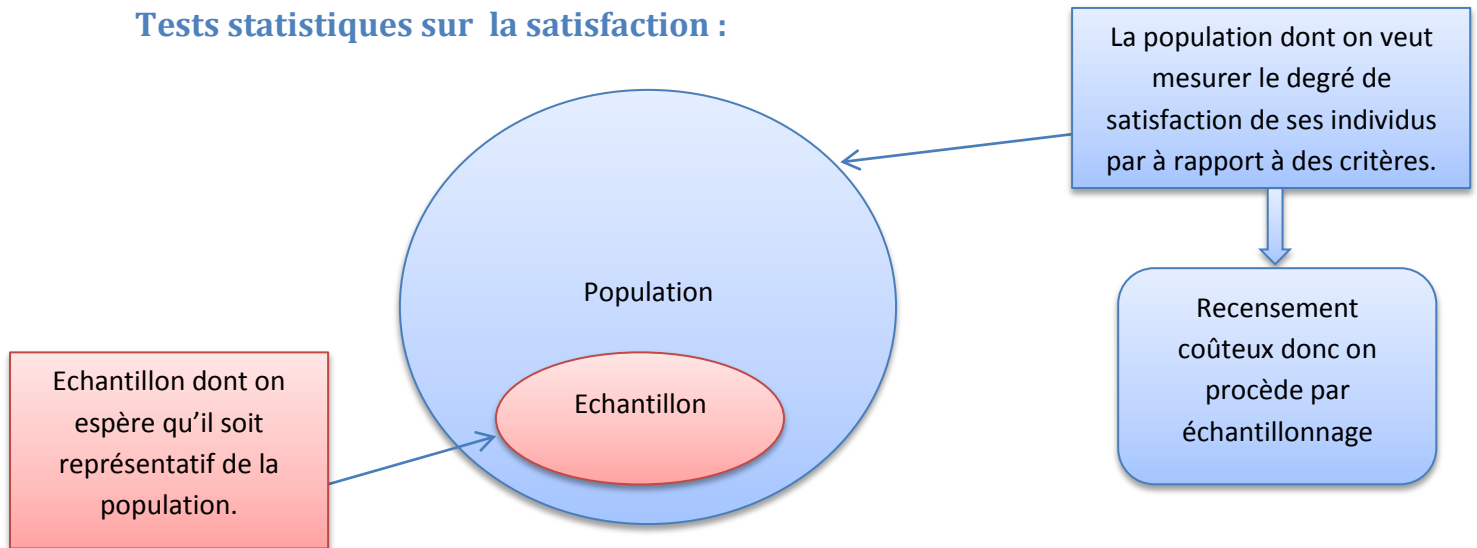 Tests statistiques sur la satisfaction :
La population dont on veut
mesurer le degré de
satisfaction de ses individus
par à rapport à des critères.
Population
Recensement
coûteux donc on
procède par
échantillonnage
Echantillon dont on
espère qu'il soit
représentatif de la
population.
Echantillon